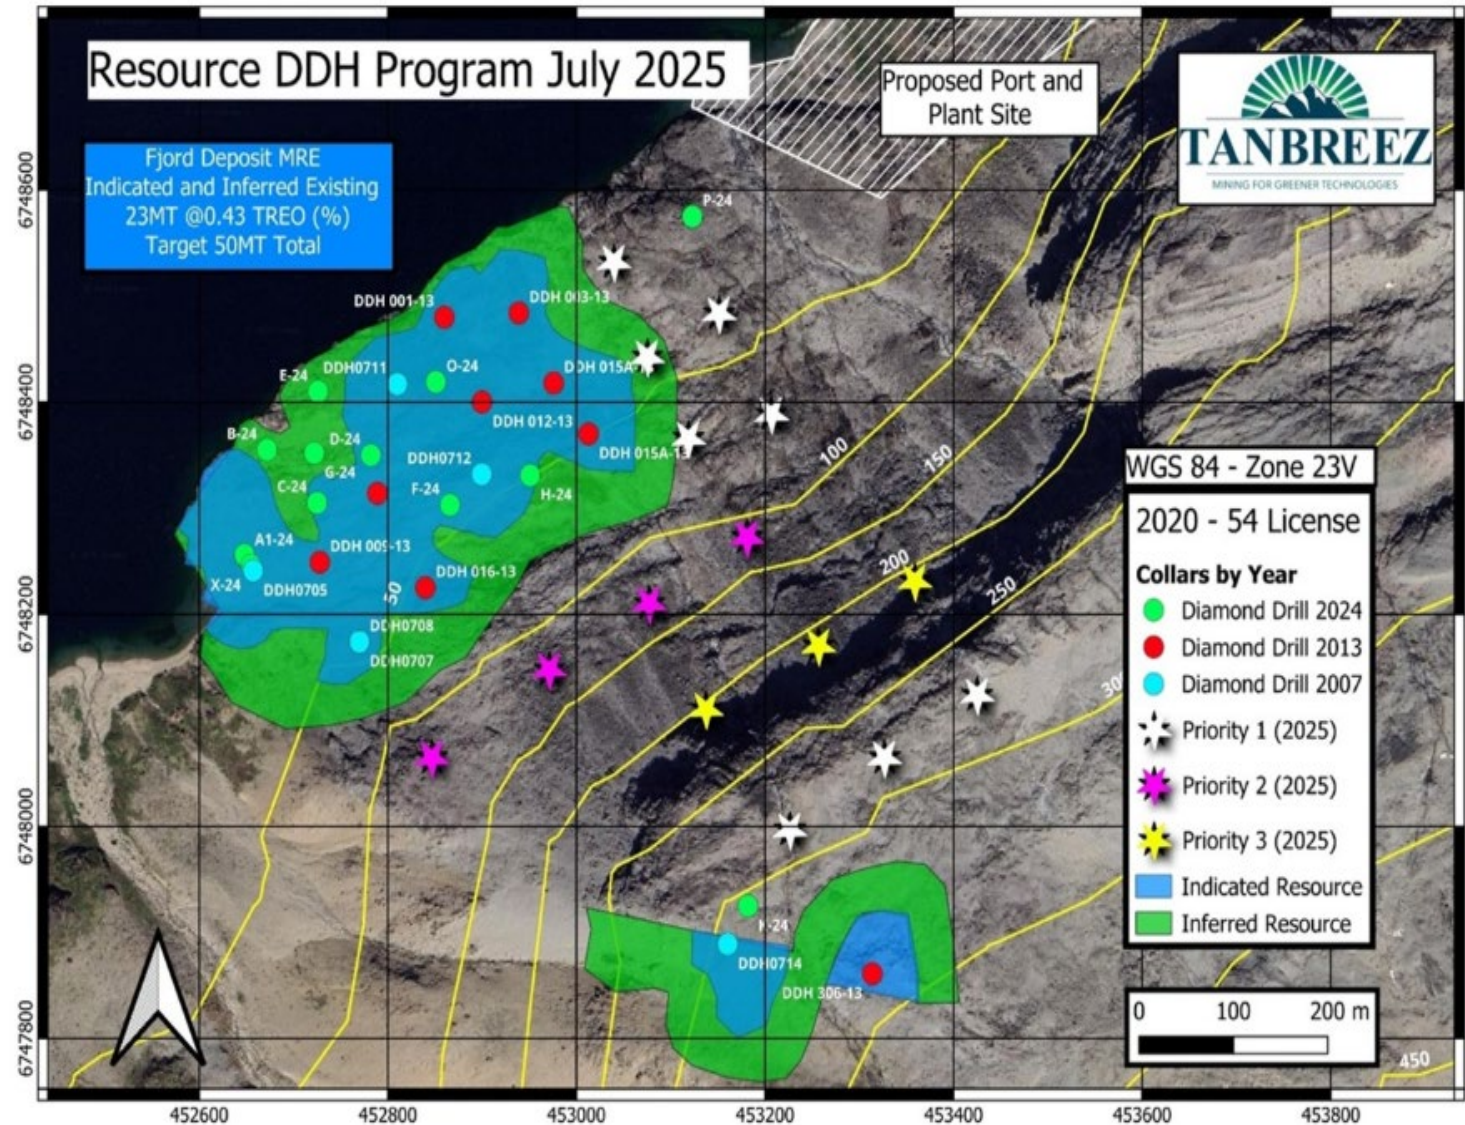 Resource DDH Program July 2025
Proposed Port and
Plant Site
TANBREEZ
MINING FOR GREENER TECHNOLOGIES
Fjord Deposit MRE
Indicated and Inferred Existing
23MT @0.43 TREO (%)
Target 50MT Total
P-24
DDH 001-13
DDH 003-13
DDH0711
O-24
DDH 015A-
E-24
DDH 012-13
B-24
D-24
DDH 015A-13
G-24
DDH0712
C-24
F-24
H-24
A1-24
DDH 009-13
X-24
DDH0705
DDH 016-13
DDH0708
DDH0707
K-24
DDH0714
DDH 306-13
50
100
150
200
250
300
450
WGS 84 - Zone 23V
2020 - 54 License
Collars by Year
Diamond Drill 2024
Diamond Drill 2013
Diamond Drill 2007
Priority 1 (2025)
Priority 2 (2025)
Priority 3 (2025)
Indicated Resource
Inferred Resource
0 100 200 m
6748600
6748400
6748200
6748000
6747800
452600 452800 453000 453200 453400 453600 453800